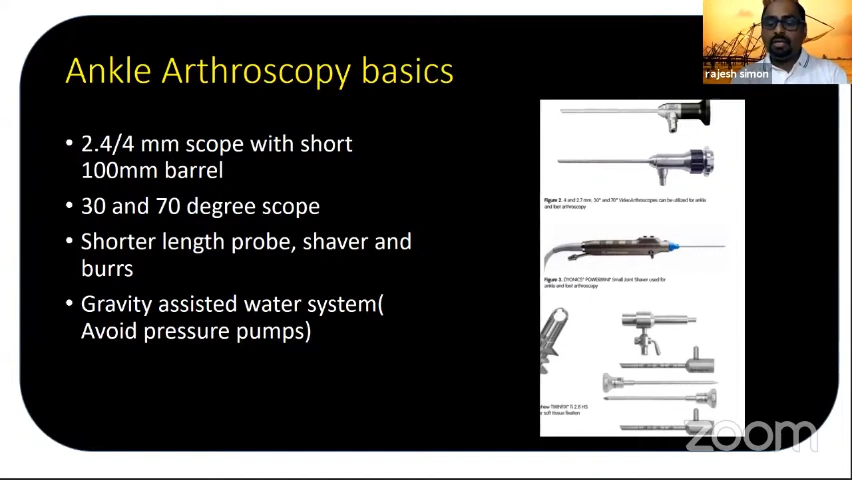 rajesh simon
Ankle Arthroscopy basics
• 2.4/4 mm scope with short
100mm barrel
• 30 and 70 degree scope
• Shorter length probe, shaver and
burrs
• Gravity assisted water system(
Avoid pressure pumps)
Figure 2. 4 and 2.7 mm, 30° and 70° VideoArthroscopes can be utilized for ankle
and foot arthroscopy
Figure 3. DYONICS POWERMINI Small Joint Shaver used for
ankle and foot arthroscopy
soft tissue fixation
zoom